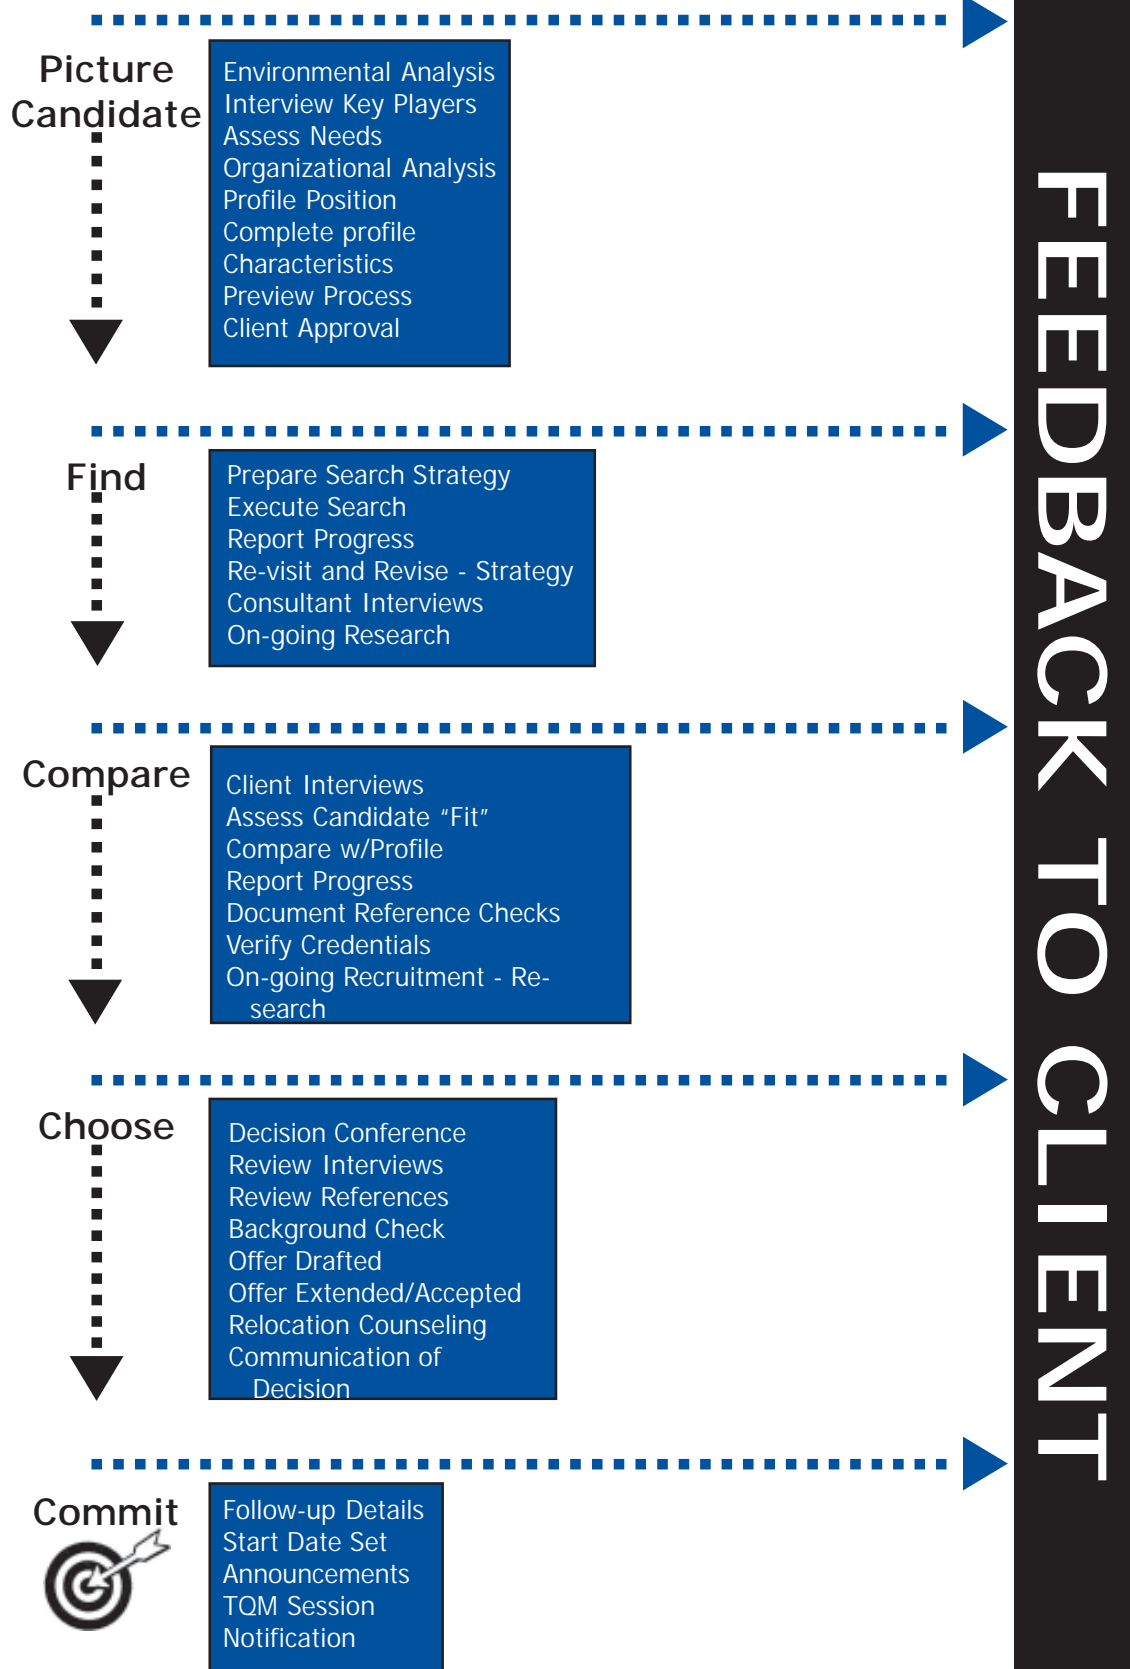 Picture
Candidate
Environmental Analysis
Interview Key Players
Assess Needs
Organizational Analysis
Profile Position
Complete profile
Characteristics
Preview Process
Client Approval
Find
Prepare Search Strategy
Execute Search
Report Progress
Re-visit and Revise - Strategy
Consultant Interviews
On-going Research
Compare
Client Interviews
Assess Candidate “Fit”
Compare w/Profile
Report Progress
Document Reference Checks
Verify Credentials
On-going Recruitment - Re-
search
Choose
Decision Conference
Review Interviews
Review References
Background Check
Offer Drafted
Offer Extended/Accepted
Relocation Counseling
Communication of
Decision
Commit
Follow-up Details
Start Date Set
Announcements
TQM Session
Notification
FEEDBACK TO CLIENT